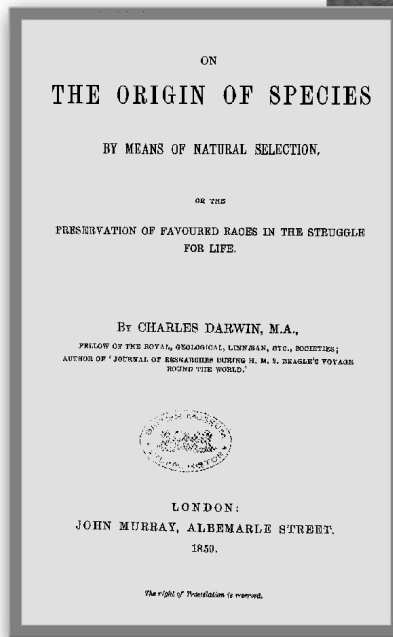 ON
THE ORIGIN OF SPECIES
BY MEANS OF NATURAL SELECTION,
OR THE
PRESERVATION OF FAVOURED RACES IN THE STRUGGLE
FOR LIFE.
BY CHARLES DARWIN, M.A.,
FELLOW OF THE ROYAL, GEOLOGICAL, LINNÆAN, ETC., SOCIETIES;
AUTHOR OF 'JOURNAL OF RESEARCHES DURING H. M. S. BEAGLE'S VOYAGE
ROUND THE WORLD.'
BRITISH MUSEUM
LONDON:
JOHN MURRAY, ALBEMARLE STREET.
1859.
The right of Translation is reserved.